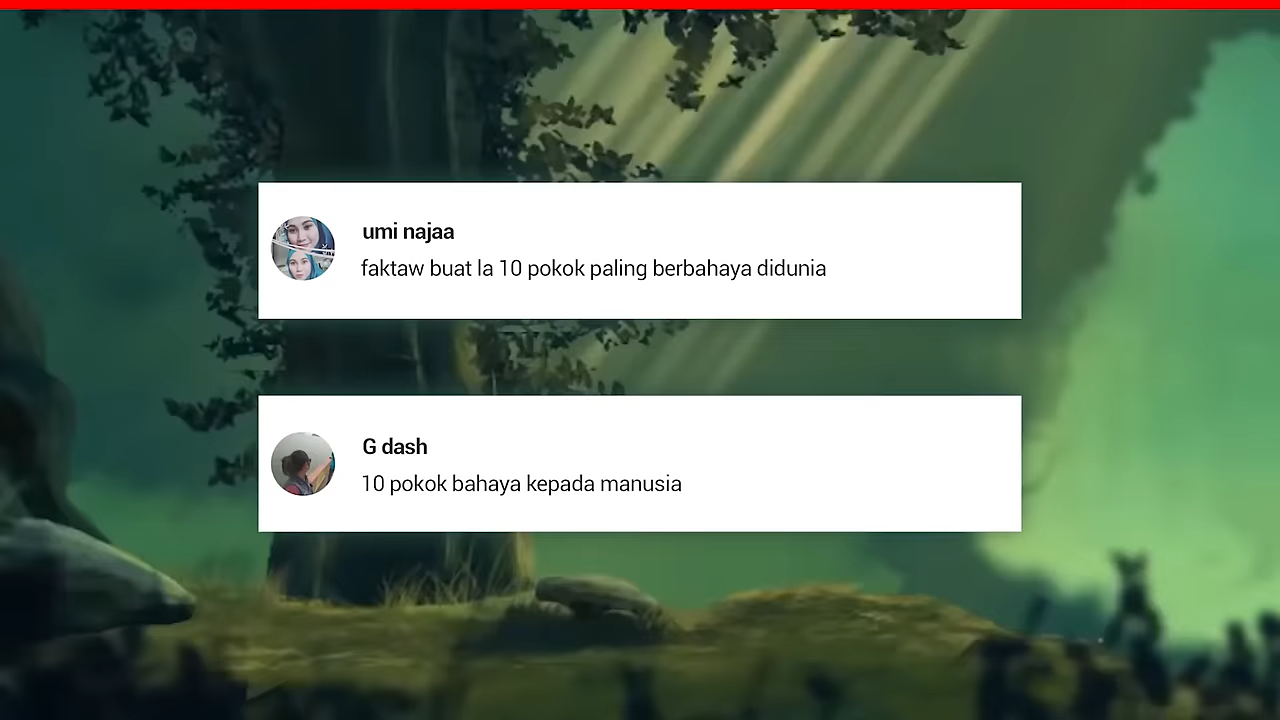 umi najaa
faktaw buat la 10 pokok paling berbahaya didunia
G dash
10 pokok bahaya kepada manusia